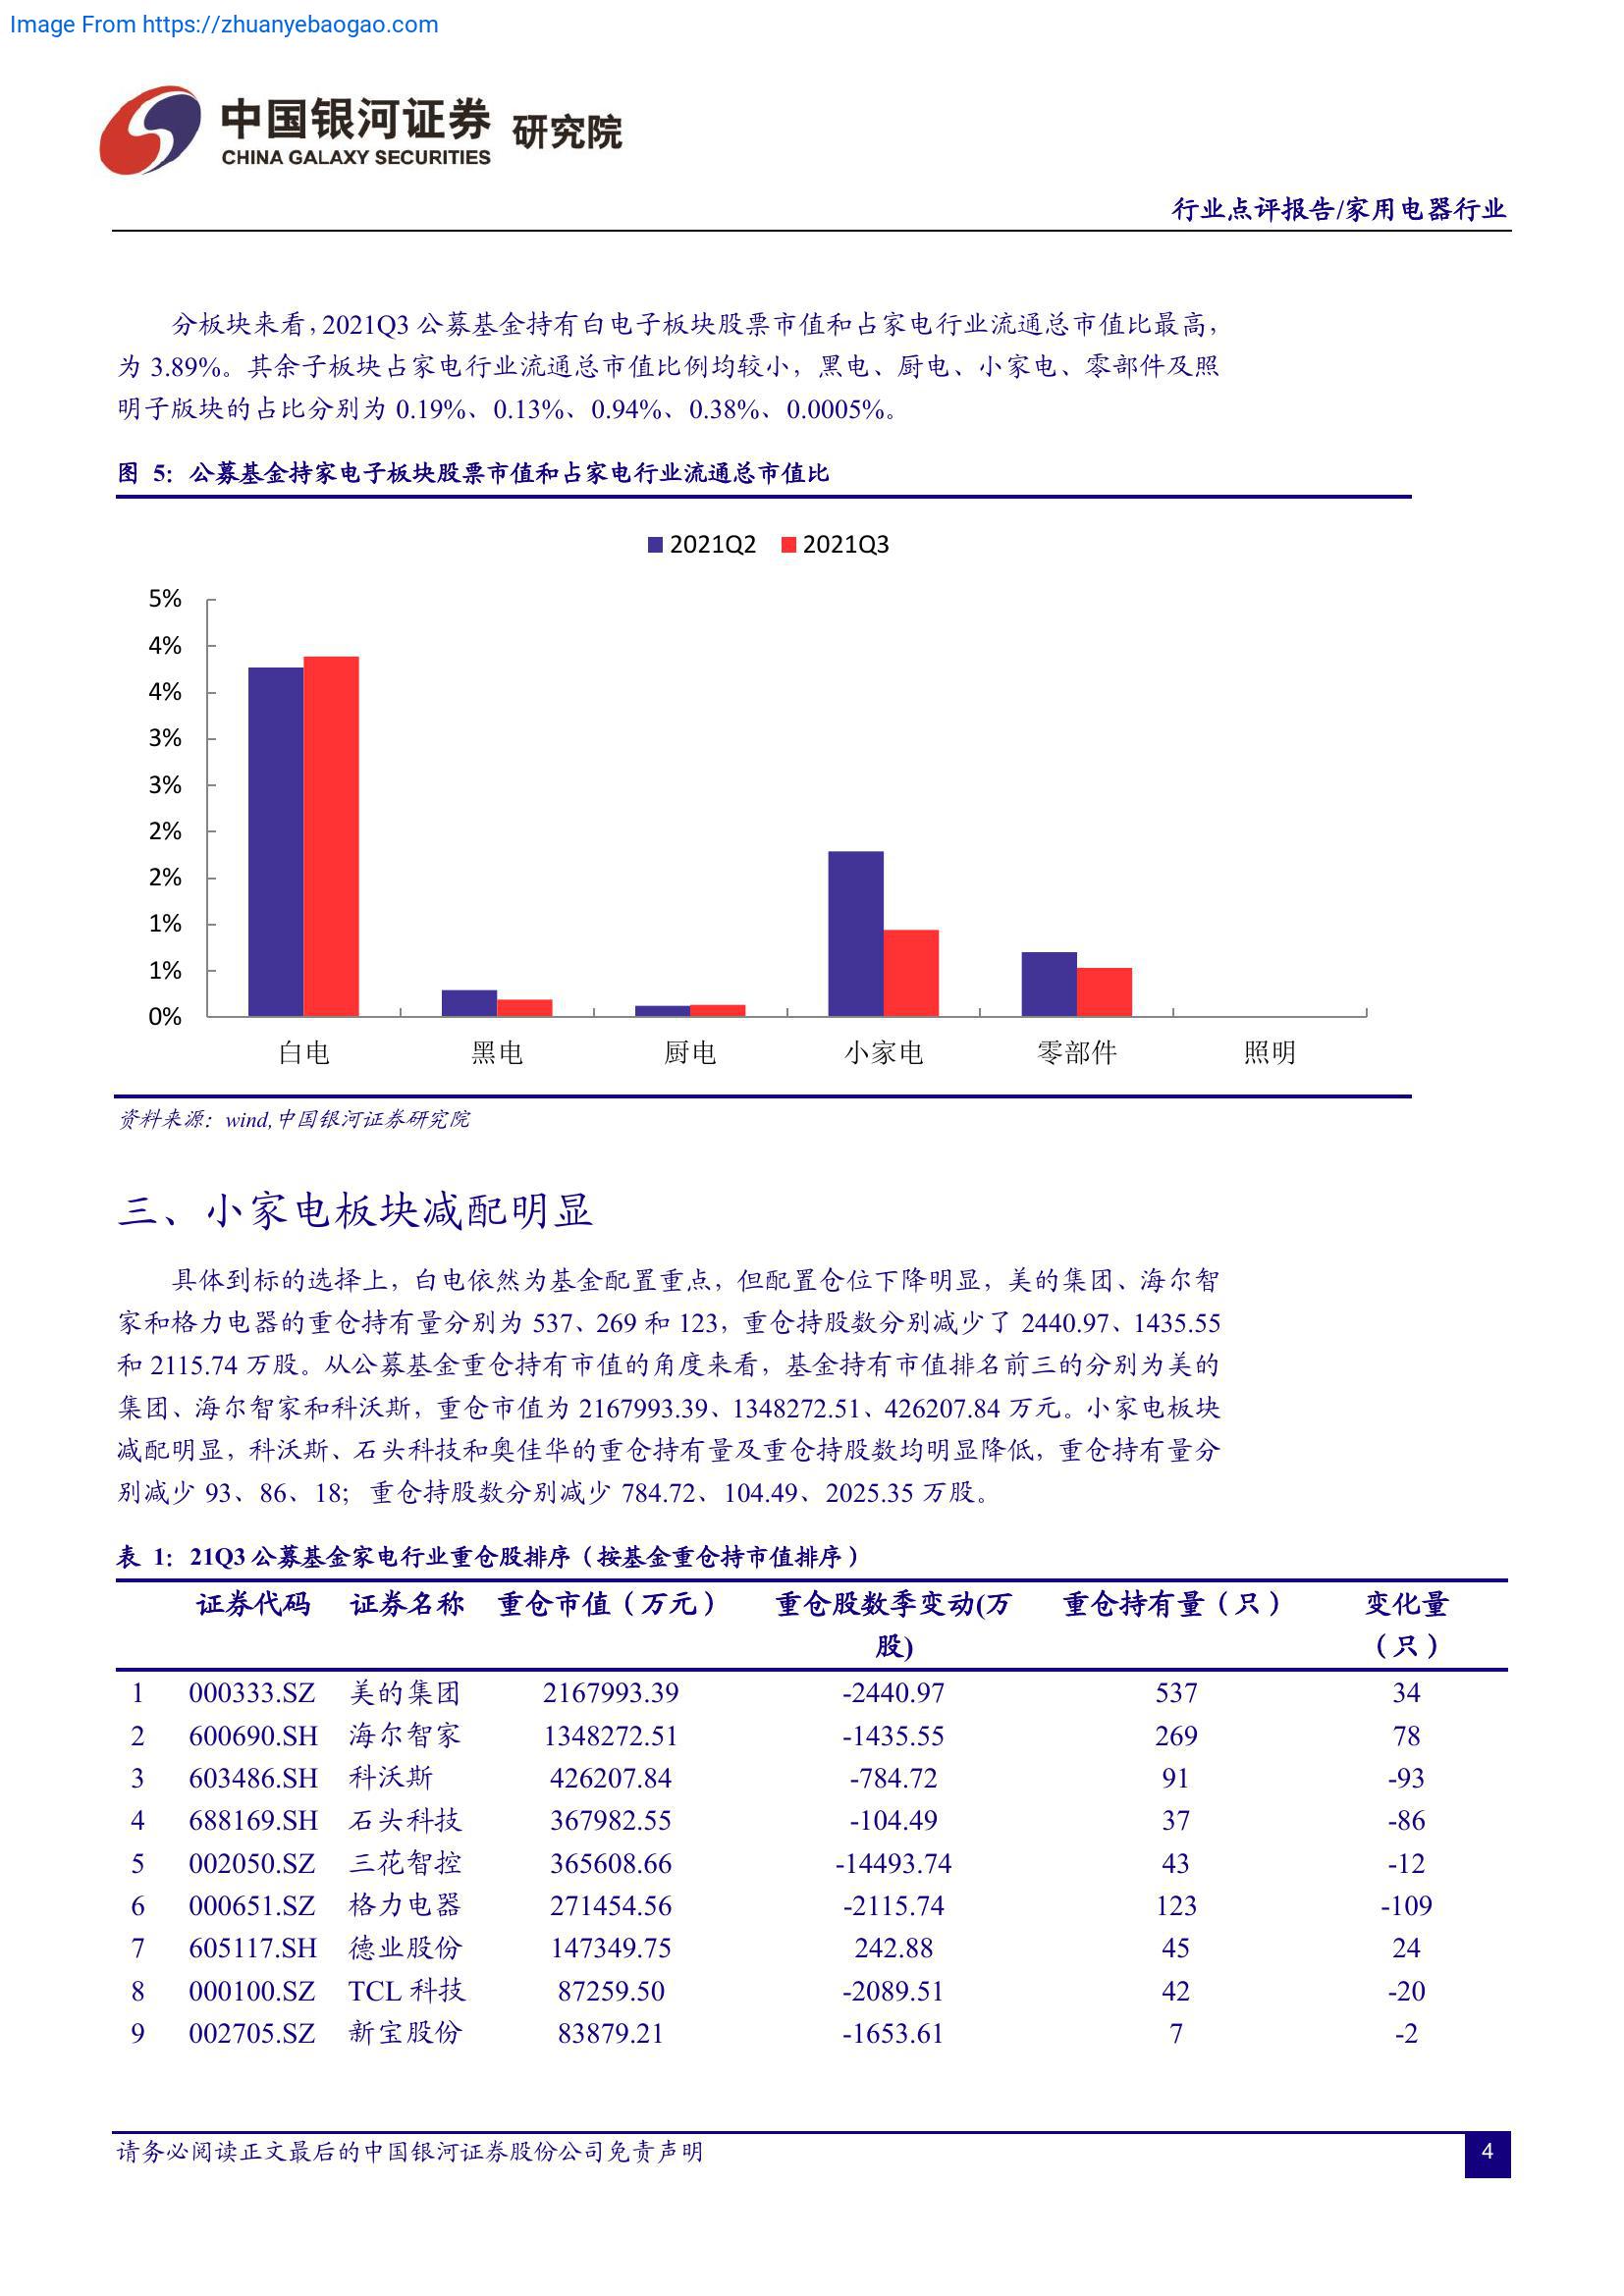 Image From https://zhuanyebaogao.com
中国银河证券 研究院
CHINA GALAXY SECURITIES
行业点评报告/家用电器行业
分板块来看，2021Q3 公募基金持有白电子板块股票市值和占家电行业流通总市值比最高，
为 3.89%。其余子板块占家电行业流通总市值比例均较小，黑电、厨电、小家电、零部件及照
明子版块的占比分别为 0.19%、0.13%、0.94%、0.38%、0.0005%。
图 5：公募基金持家电子板块股票市值和占家电行业流通总市值比
2021Q2 2021Q3
5%
4%
4%
3%
3%
2%
2%
1%
1%
0%
白电 黑电 厨电 小家电 零部件 照明
资料来源：wind,中国银河证券研究院
三、小家电板块减配明显
具体到标的选择上，白电依然为基金配置重点，但配置仓位下降明显，美的集团、海尔智
家和格力电器的重仓持有量分别为 537、269 和 123，重仓持股数分别减少了 2440.97、1435.55
和 2115.74 万股。从公募基金重仓持有市值的角度来看，基金持有市值排名前三的分别为美的
集团、海尔智家和科沃斯，重仓市值为 2167993.39、1348272.51、426207.84 万元。小家电板块
减配明显，科沃斯、石头科技和奥佳华的重仓持有量及重仓持股数均明显降低，重仓持有量分
别减少 93、86、18；重仓持股数分别减少 784.72、104.49、2025.35 万股。
表 1：21Q3 公募基金家电行业重仓股排序（按基金重仓持市值排序）
证券代码 证券名称 重仓市值（万元） 重仓股数季变动(万 重仓持有量（只） 变化量
股) （只）
1 000333.SZ 美的集团 2167993.39 -2440.97 537 34
2 600690.SH 海尔智家 1348272.51 -1435.55 269 78
3 603486.SH 科沃斯 426207.84 -784.72 91 -93
4 688169.SH 石头科技 367982.55 -104.49 37 -86
5 002050.SZ 三花智控 365608.66 -14493.74 43 -12
6 000651.SZ 格力电器 271454.56 -2115.74 123 -109
7 605117.SH 德业股份 147349.75 242.88 45 24
8 000100.SZ TCL 科技 87259.50 -2089.51 42 -20
9 002705.SZ 新宝股份 83879.21 -1653.61 7 -2
请务必阅读正文最后的中国银河证券股份公司免责声明
4